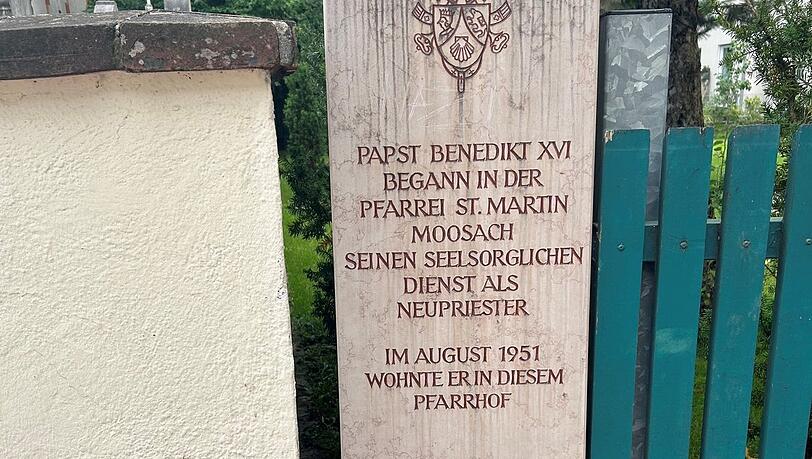 PAPST BENEDIKT XVI
BEGANN IN DER
PFARREI ST. MARTIN
MOOSACH
SEINEN SEELSORGLICHEN
DIENST ALS
NEUPRIESTER
IM AUGUST 1951
WOHNTE ER IN DIESEM
PFARRHOF